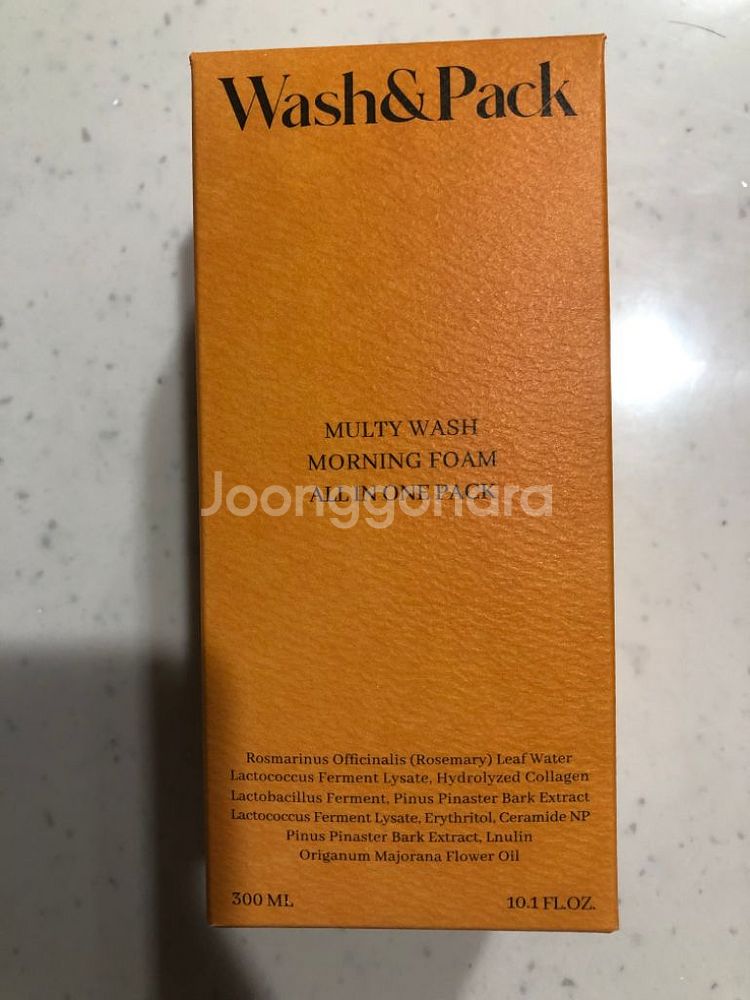 Wash&Pack
MULTY WASH
MORNING FOAM
ALL IN ONE PACK
Joonggonara
Rosmarinus Officinalis (Rosemary) Leaf Water
Lactococcus Ferment Lysate, Hydrolyzed Collagen
Lactobacillus Ferment, Pinus Pinaster Bark Extract
Lactococcus Ferment Lysate, Erythritol, Ceramide NP
Pinus Pinaster Bark Extract, Lnulin
Origanum Majorana Flower Oil
300 ML
10.1 FL.OZ.